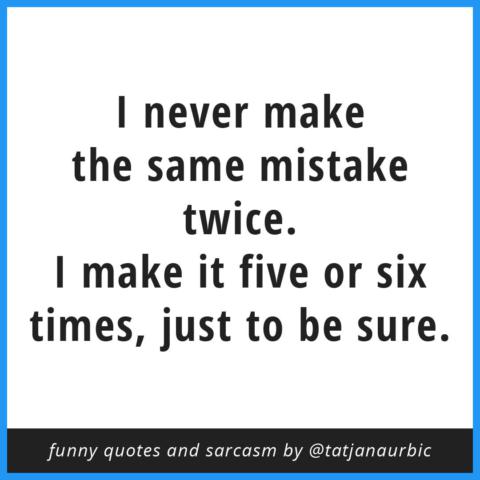 I never make
the same mistake
twice.
I make it five or six
times, just to be sure.
funny quotes and sarcasm by @tatjanaurbic